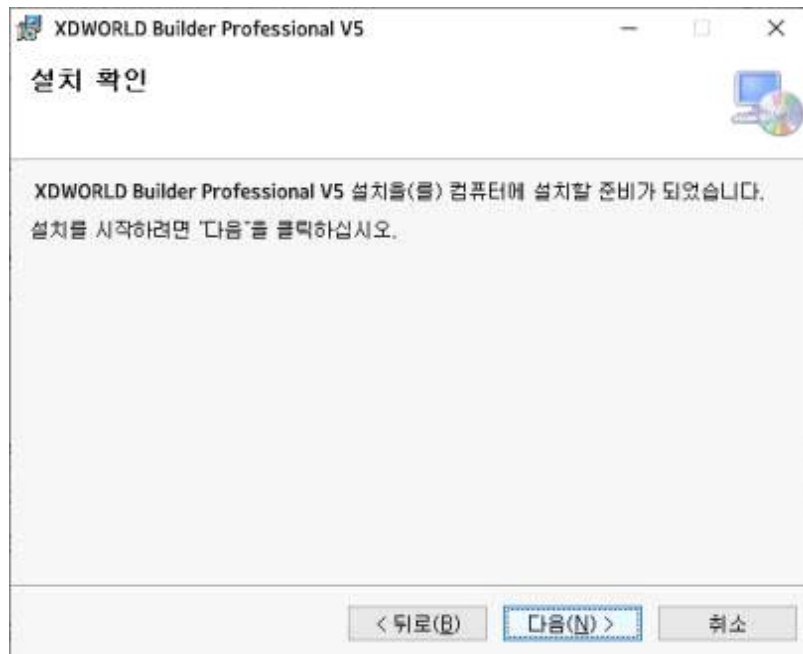 XDWORLD Builder Professional V5
설치 확인
XDWORLD Builder Professional V5 설치을(를) 컴퓨터에 설치할 준비가 되었습니다.
설치를 시작하려면 "다음"을 클릭하십시오.
< 뒤로(B)
다음(N) >
취소